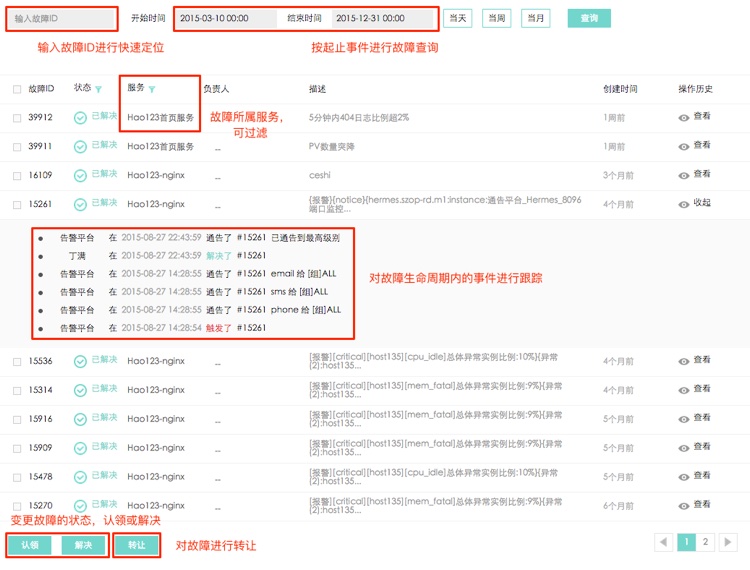 输入故障ID 开始时间 2015-03-10 00:00 结束时间 2015-12-31 00:00 当天 当周 当月 查询
输入故障ID进行快速定位 按起止事件进行故障查询
故障ID 状态 服务 负责人 描述 创建时间 操作历史
39912 已解决 Hao123首页服务 5分钟内404日志比例超2% 1周前 查看
故障所属服务，
可过滤
39911 已解决 Hao123首页服务 -- PV数量突降 1周前 查看
16109 已解决 Hao123-nginx -- ceshi 3个月前 查看
15261 已解决 Hao123-nginx -- [报警][notice][hermes.szop-rd.m1:instance:通告平台_Hermes_8096
端口监控... 4个月前 收起
告警平台 在 2015-08-27 22:43:59 通告了 #15261 已通告到最高级别
丁满 在 2015-08-27 22:43:59 解决了 #15261
告警平台 在 2015-08-27 14:28:55 通告了 #15261 email 给 [组]ALL
对故障生命周期内的事件进行跟踪
告警平台 在 2015-08-27 14:28:55 通告了 #15261 sms 给 [组]ALL
告警平台 在 2015-08-27 14:28:55 通告了 #15261 phone 给 [组]ALL
告警平台 在 2015-08-27 14:28:54 触发了 #15261
15536 已解决 Hao123-nginx -- [报警][critical][host135][cpu_idle]总体异常实例比例:10%][异常
(2):host135... 4个月前 查看
15314 已解决 Hao123-nginx -- [报警][critical][host135][mem_fatal]总体异常实例比例:9%][异常
(2):host135... 4个月前 查看
15916 已解决 Hao123-nginx -- [报警][critical][host135][mem_fatal]总体异常实例比例:9%][异常
(2):host135... 5个月前 查看
15909 已解决 Hao123-nginx -- [报警][critical][host135][mem_fatal]总体异常实例比例:9%][异常
(2):host135... 5个月前 查看
15478 已解决 Hao123-nginx -- [报警][critical][host135][cpu_idle]总体异常实例比例:10%][异常
(2):host135... 5个月前 查看
15270 已解决 Hao123-nginx -- [报警][critical][host135][mem_fatal]总体异常实例比例:9%][异常
(2):host135... 6个月前 查看
变更故障的状态，认领或解决
认领 解决 转让 对故障进行转让 1 2